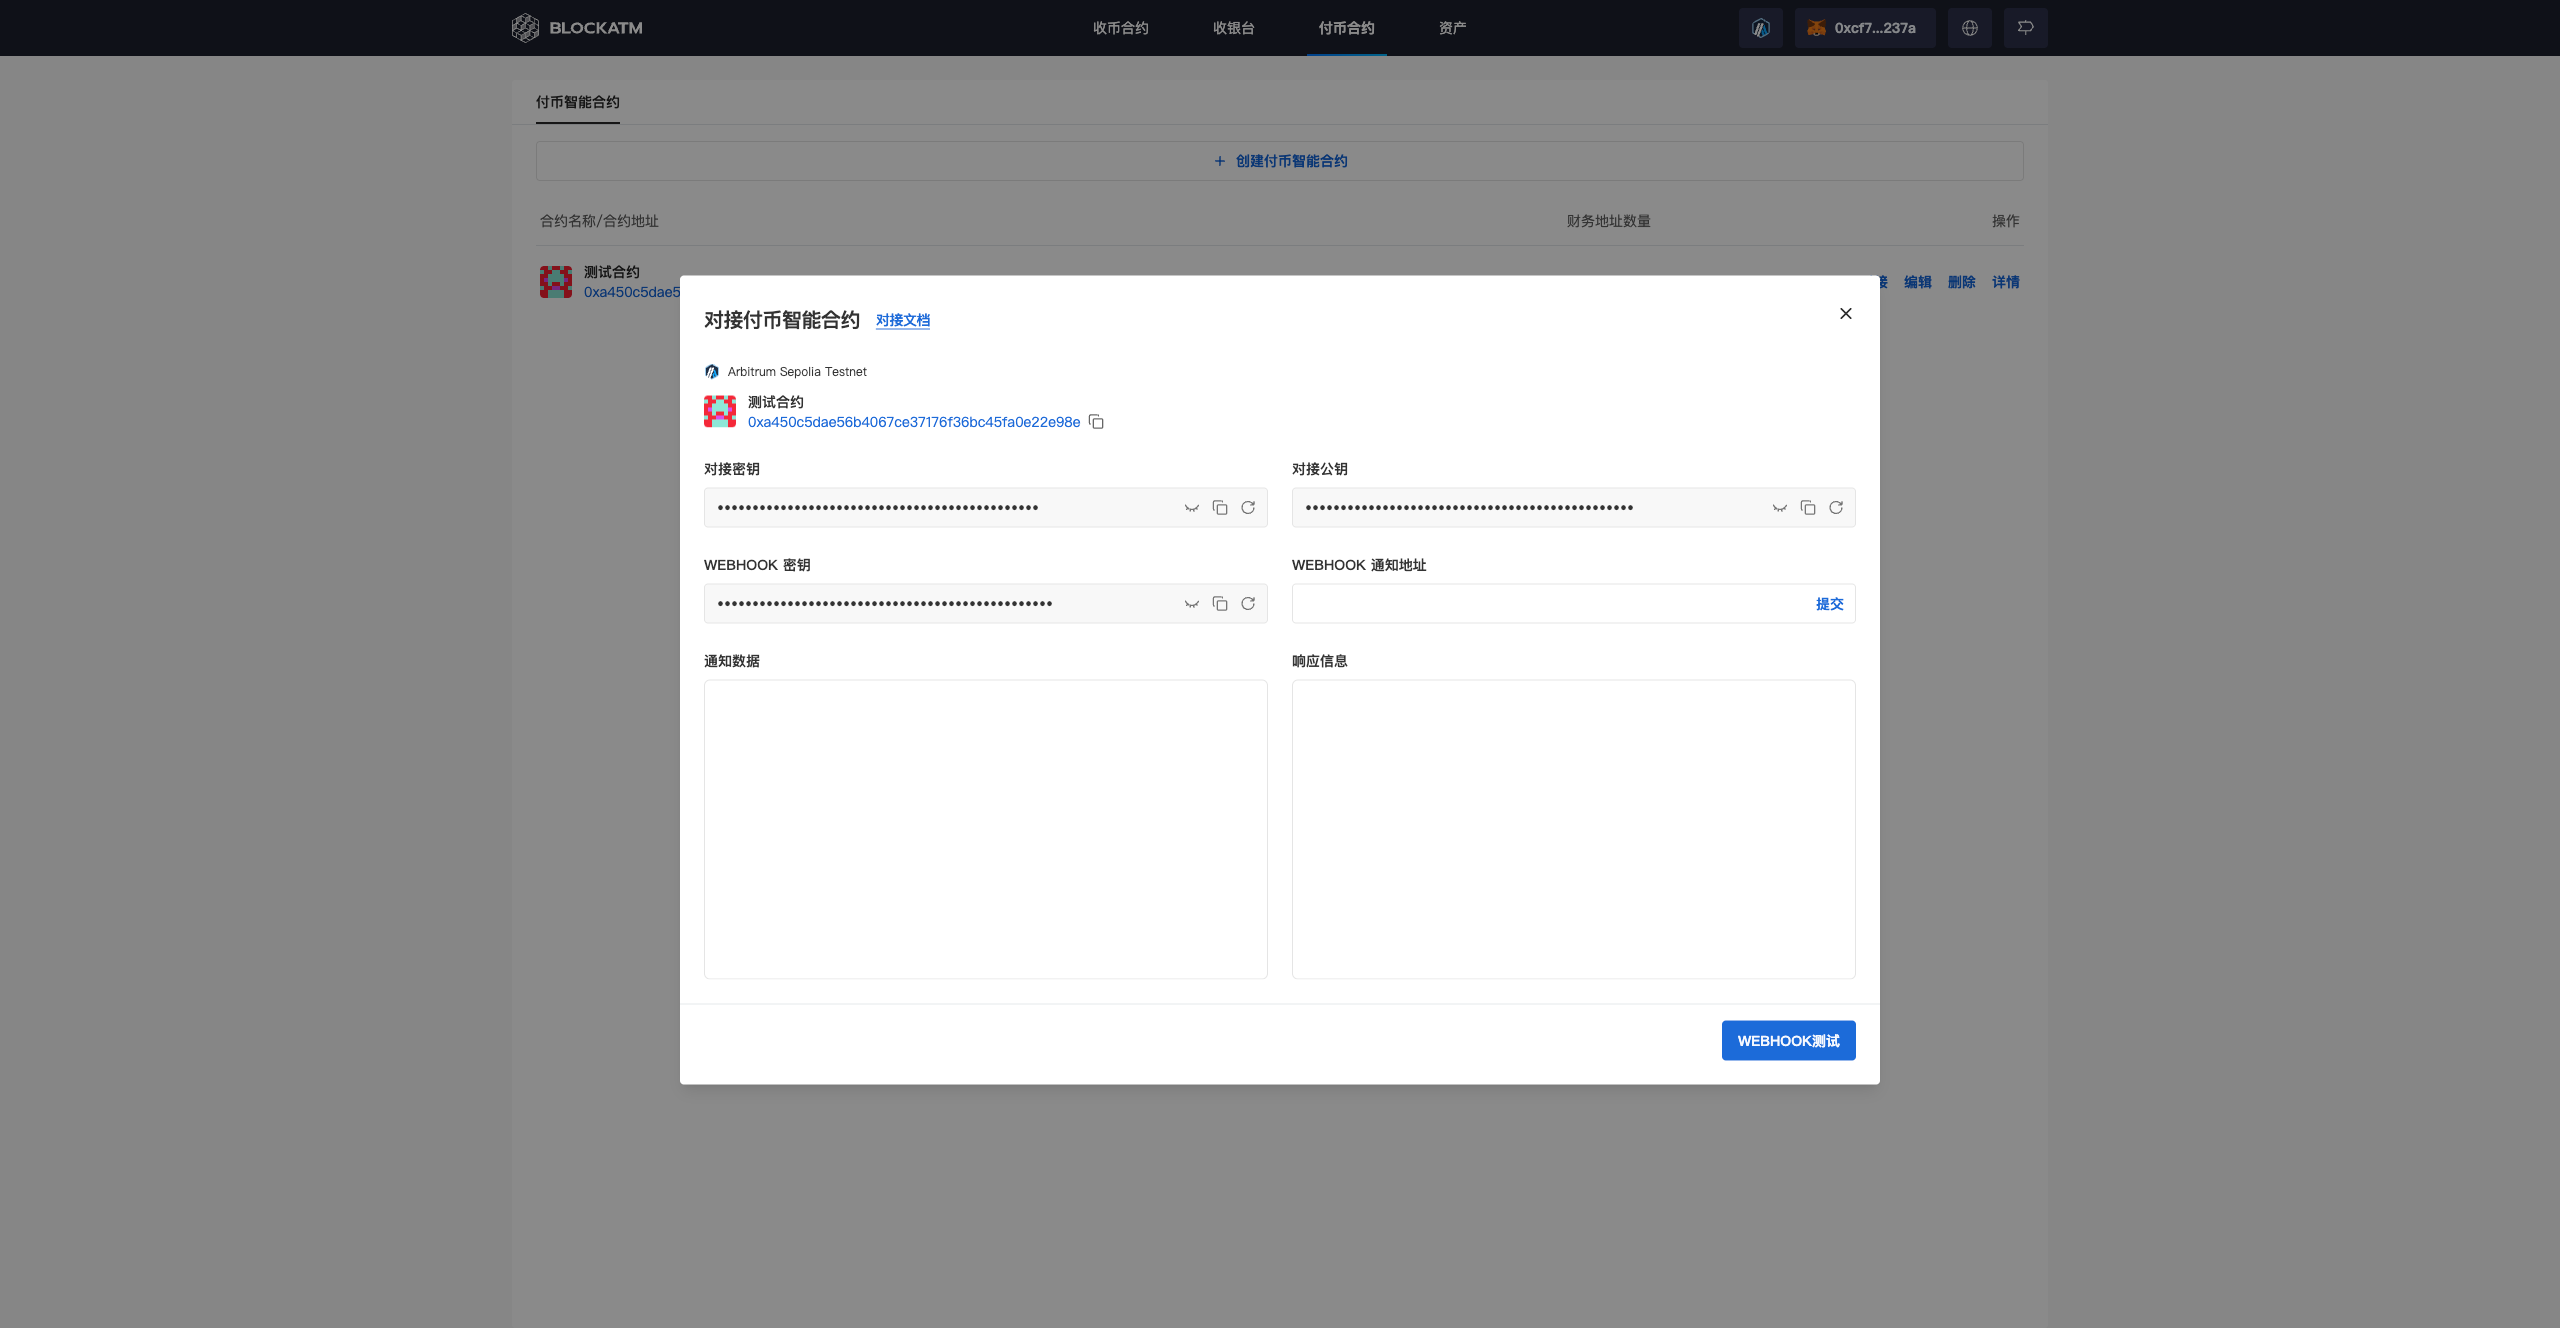 BLOCKATM
收币合约
收银台
付币合约
资产
0xcf7...237a
付币智能合约
+ 创建付币智能合约
合约名称/合约地址
财务地址数量
操作
测试合约
0xa450c5dae5
接
编辑
删除
详情
对接付币智能合约
对接文档
Arbitrum Sepolia Testnet
测试合约
0xa450c5dae56b4067ce37176f36bc45fa0e22e98e
对接密钥
对接公钥
WEBHOOK 密钥
WEBHOOK 通知地址
提交
通知数据
响应信息
WEBHOOK测试